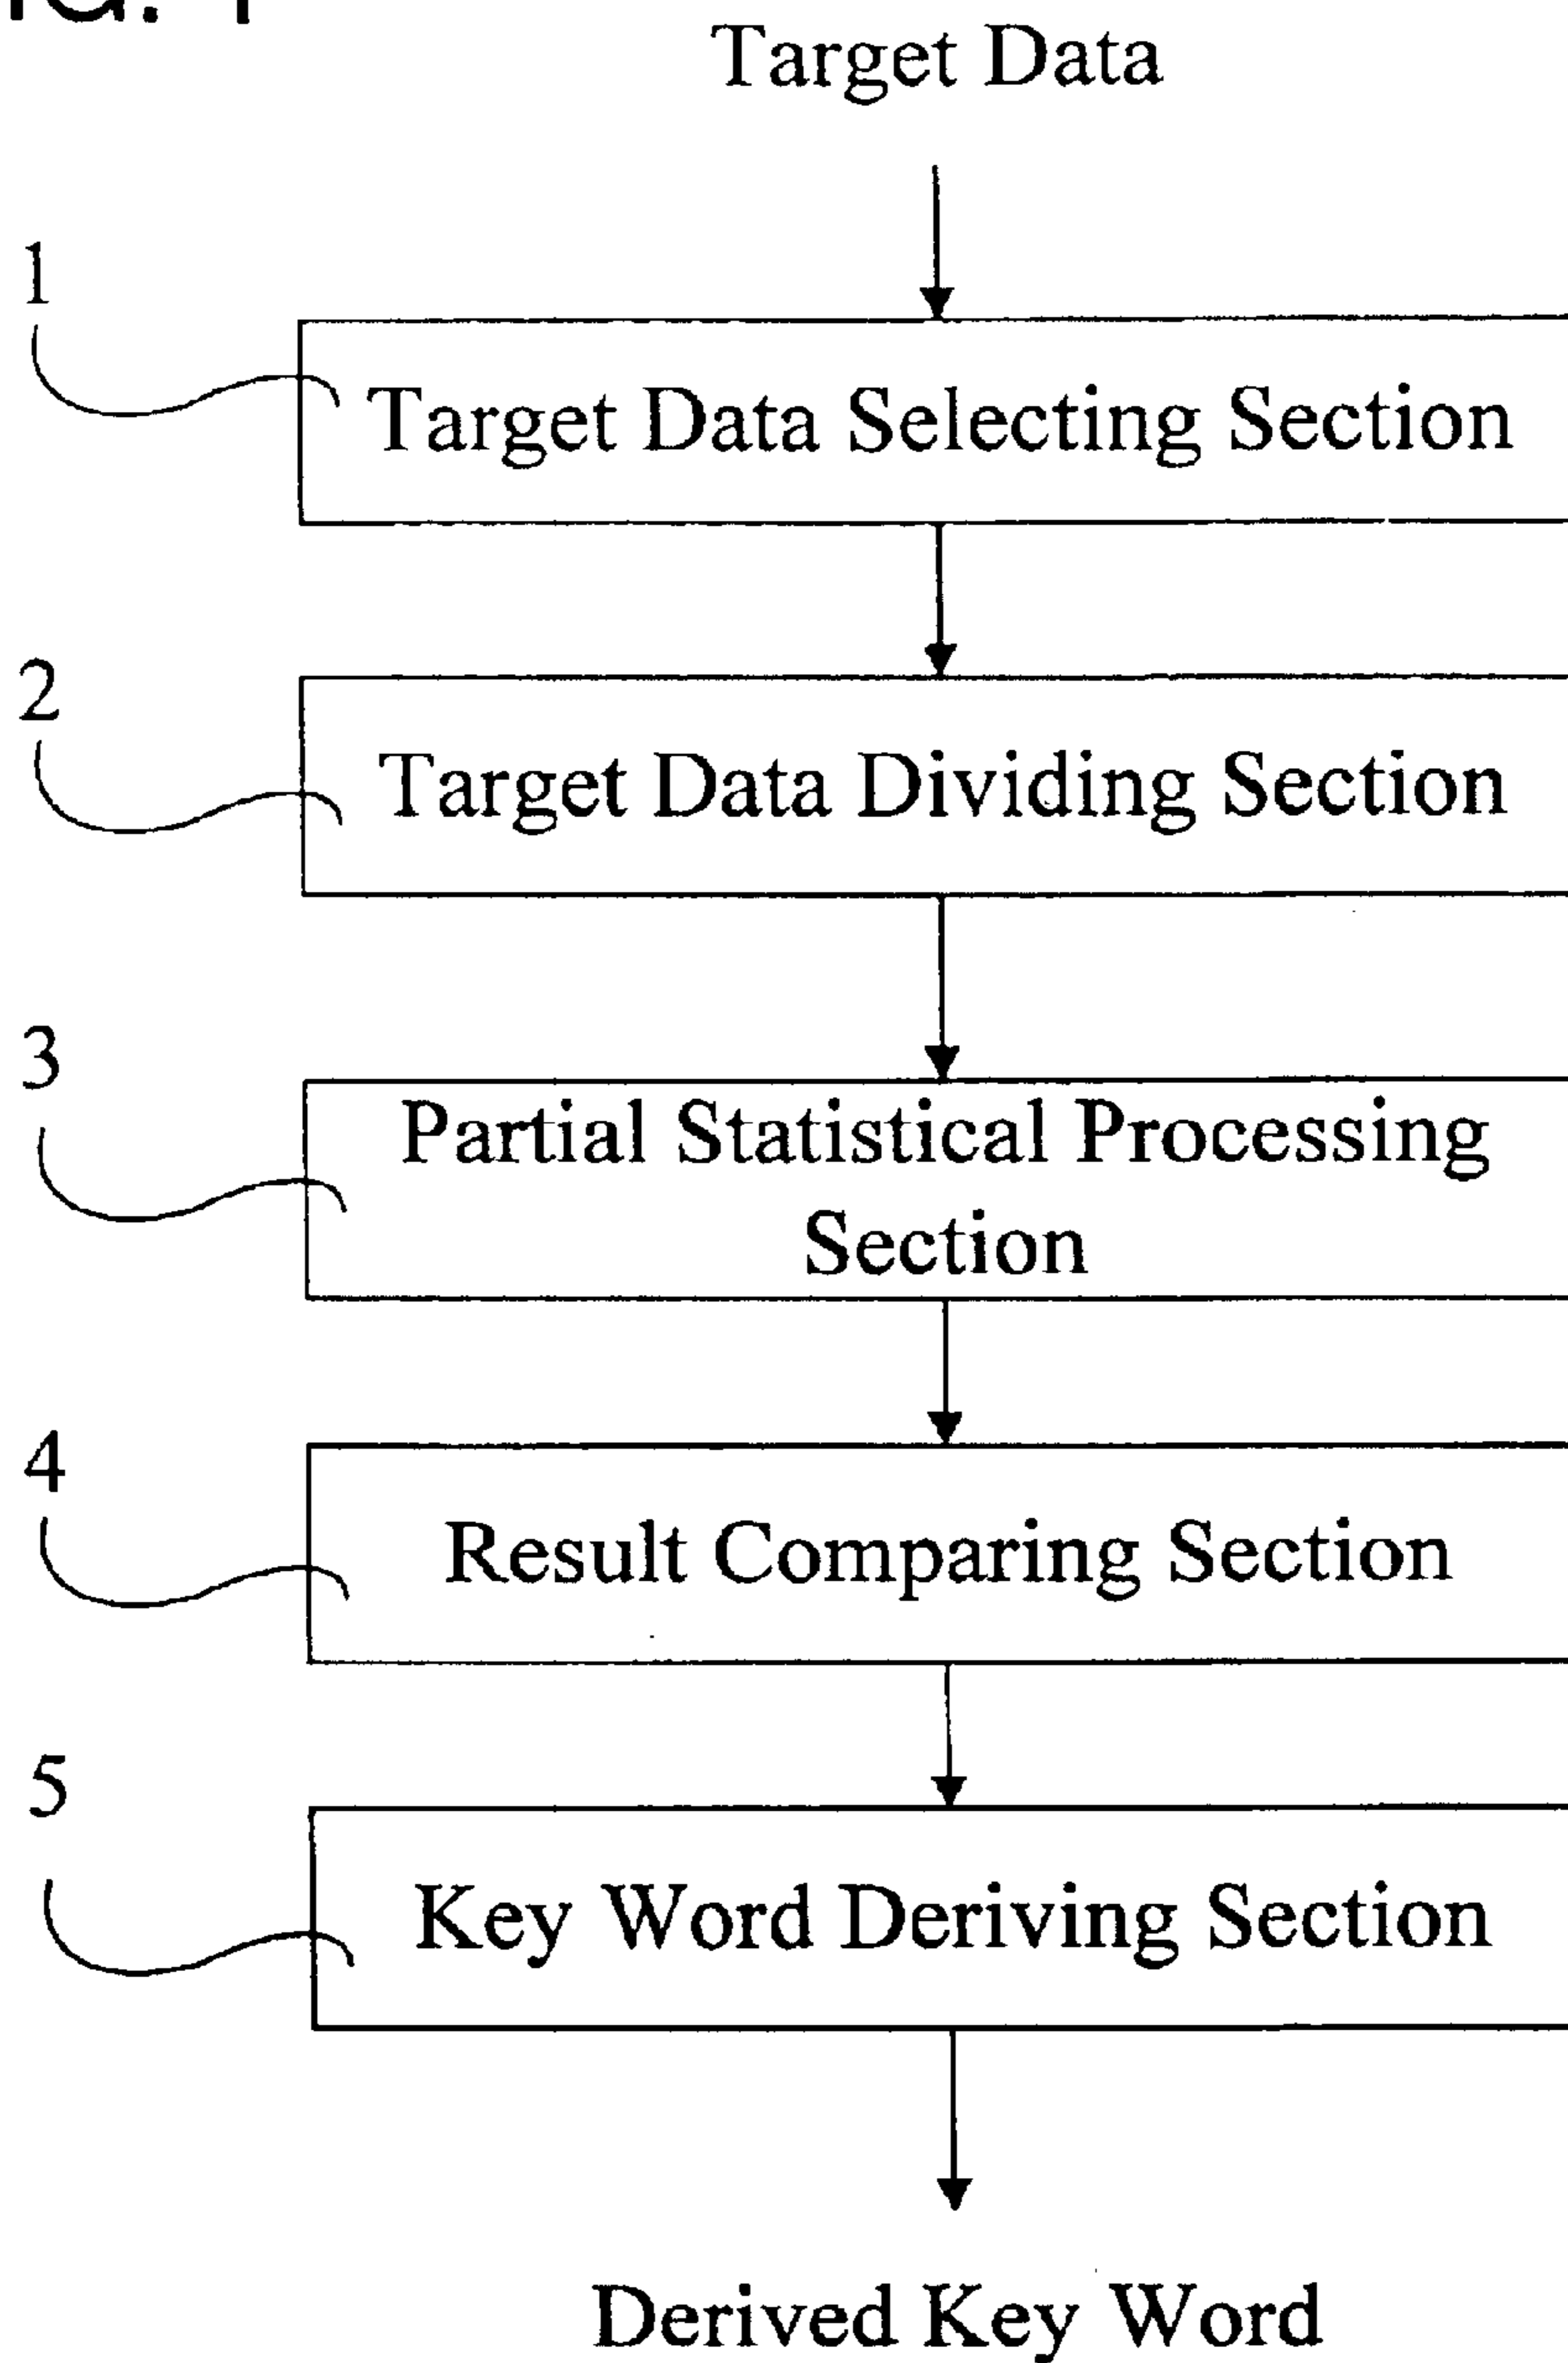 Target Data
1
Target Data Selecting Section
2
Target Data Dividing Section
3
Partial Statistical Processing
Section
4
Result Comparing Section
5
Key Word Deriving Section
Derived Key Word